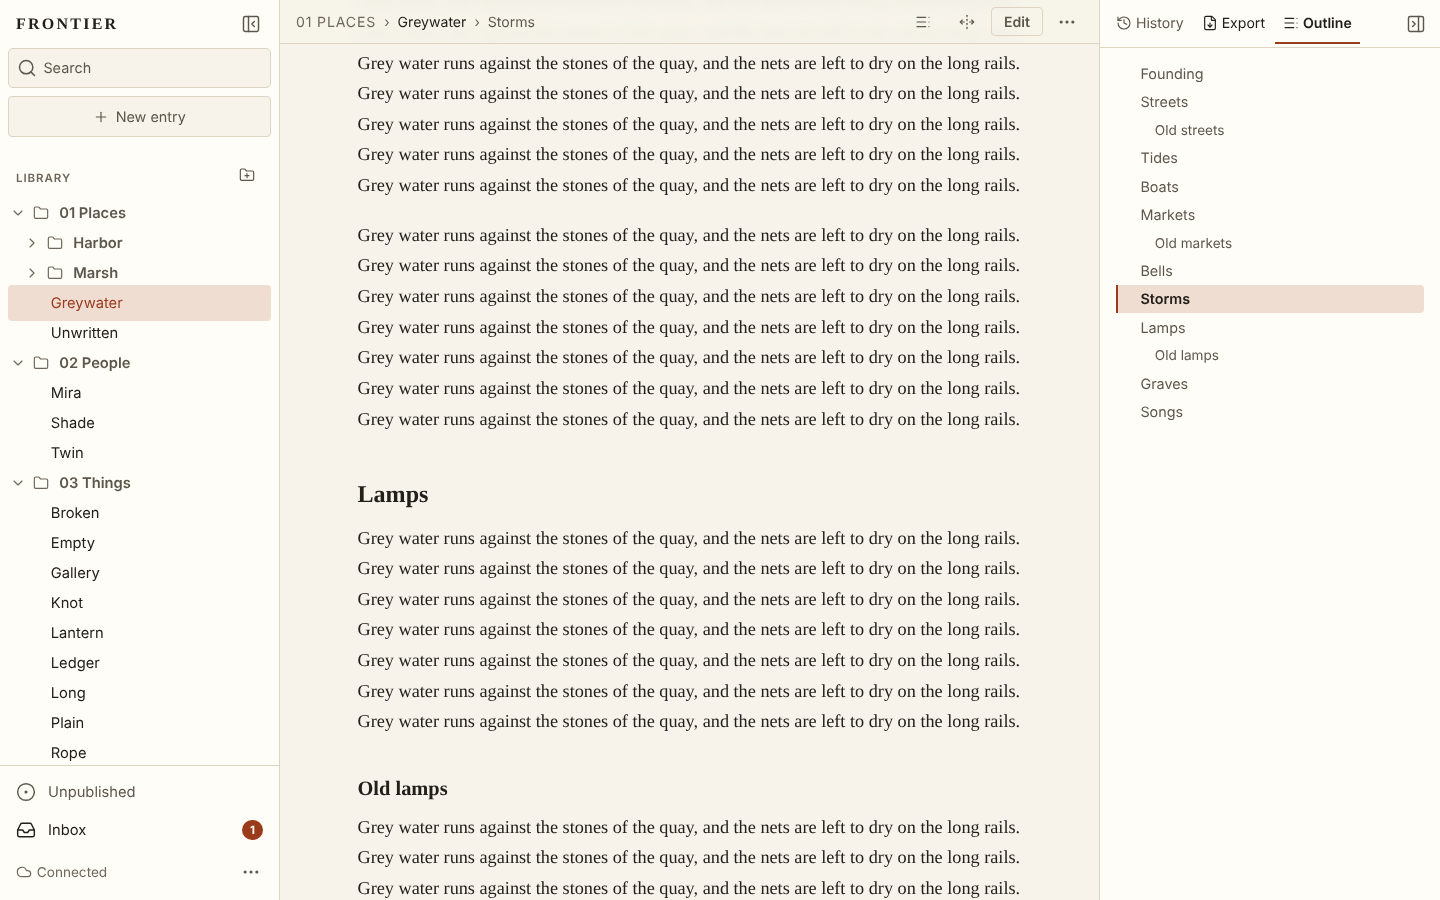 FRONTIER
Search
New entry
LIBRARY
01 Places
Harbor
Marsh
Greywater
Unwritten
02 People
Mira
Shade
Twin
03 Things
Broken
Empty
Gallery
Knot
Lantern
Ledger
Long
Plain
Rope
Unpublished
Inbox 1
Connected
01 PLACES › Greywater › Storms
Edit
Grey water runs against the stones of the quay, and the nets are left to dry on the long rails.
Grey water runs against the stones of the quay, and the nets are left to dry on the long rails.
Grey water runs against the stones of the quay, and the nets are left to dry on the long rails.
Grey water runs against the stones of the quay, and the nets are left to dry on the long rails.
Grey water runs against the stones of the quay, and the nets are left to dry on the long rails.
Grey water runs against the stones of the quay, and the nets are left to dry on the long rails.
Grey water runs against the stones of the quay, and the nets are left to dry on the long rails.
Grey water runs against the stones of the quay, and the nets are left to dry on the long rails.
Grey water runs against the stones of the quay, and the nets are left to dry on the long rails.
Grey water runs against the stones of the quay, and the nets are left to dry on the long rails.
Grey water runs against the stones of the quay, and the nets are left to dry on the long rails.
Grey water runs against the stones of the quay, and the nets are left to dry on the long rails.
Lamps
Grey water runs against the stones of the quay, and the nets are left to dry on the long rails.
Grey water runs against the stones of the quay, and the nets are left to dry on the long rails.
Grey water runs against the stones of the quay, and the nets are left to dry on the long rails.
Grey water runs against the stones of the quay, and the nets are left to dry on the long rails.
Grey water runs against the stones of the quay, and the nets are left to dry on the long rails.
Grey water runs against the stones of the quay, and the nets are left to dry on the long rails.
Grey water runs against the stones of the quay, and the nets are left to dry on the long rails.
Old lamps
Grey water runs against the stones of the quay, and the nets are left to dry on the long rails.
Grey water runs against the stones of the quay, and the nets are left to dry on the long rails.
Grey water runs against the stones of the quay, and the nets are left to dry on the long rails.
History
Export
Outline
Founding
Streets
Old streets
Tides
Boats
Markets
Old markets
Bells
Storms
Lamps
Old lamps
Graves
Songs